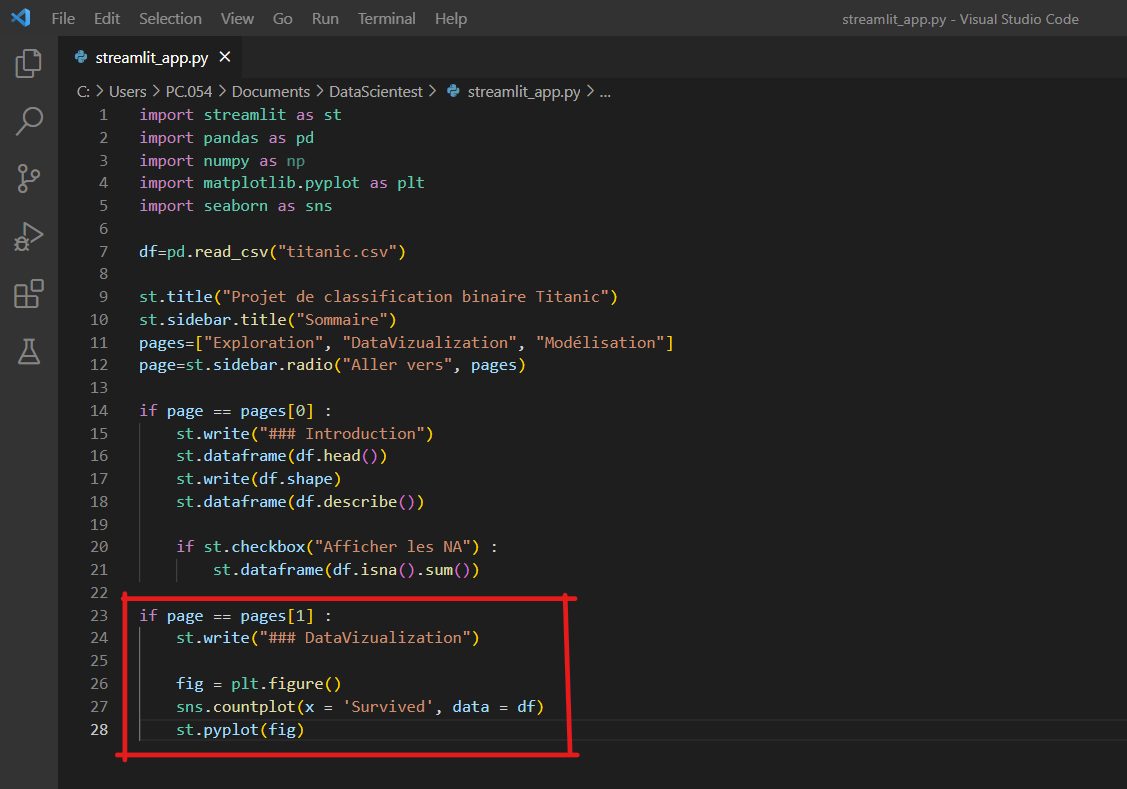 File Edit Selection View Go Run Terminal Help streamlit_app.py - Visual Studio Code
streamlit_app.py ×
C: > Users > PC.054 > Documents > DataScientest > streamlit_app.py > ...
1 import streamlit as st
2 import pandas as pd
3 import numpy as np
4 import matplotlib.pyplot as plt
5 import seaborn as sns
6
7 df=pd.read_csv("titanic.csv")
8
9 st.title("Projet de classification binaire Titanic")
10 st.sidebar.title("Sommaire")
11 pages=["Exploration", "DataVizualization", "Modélisation"]
12 page=st.sidebar.radio("Aller vers", pages)
13
14 if page == pages[0] :
15     st.write("### Introduction")
16     st.dataframe(df.head())
17     st.write(df.shape)
18     st.dataframe(df.describe())
19
20     if st.checkbox("Afficher les NA") :
21         st.dataframe(df.isna().sum())
22
23 if page == pages[1] :
24     st.write("### DataVizualization")
25
26     fig = plt.figure()
27     sns.countplot(x = 'Survived', data = df)
28     st.pyplot(fig)